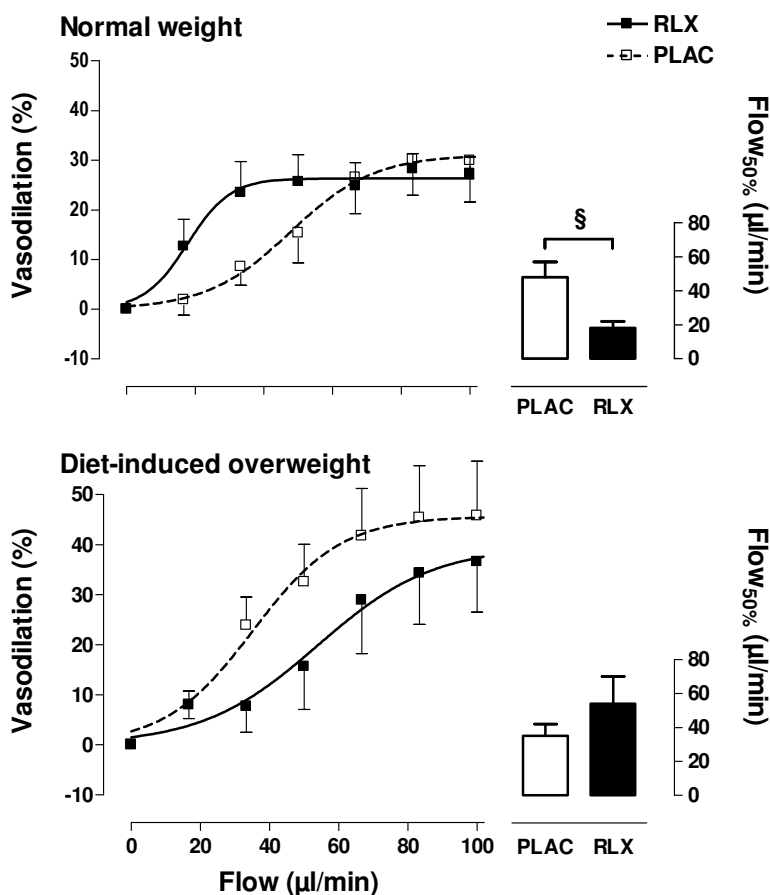 Normal weight
RLX
PLAC
Vasodilation (%)
50
40
30
20
10
0
-10
§
Flow50% (µl/min)
80
60
40
20
0
PLAC RLX
Diet-induced overweight
Vasodilation (%)
50
40
30
20
10
0
-10
0 20 40 60 80 100
Flow (µl/min)
Flow50% (µl/min)
80
60
40
20
0
PLAC RLX